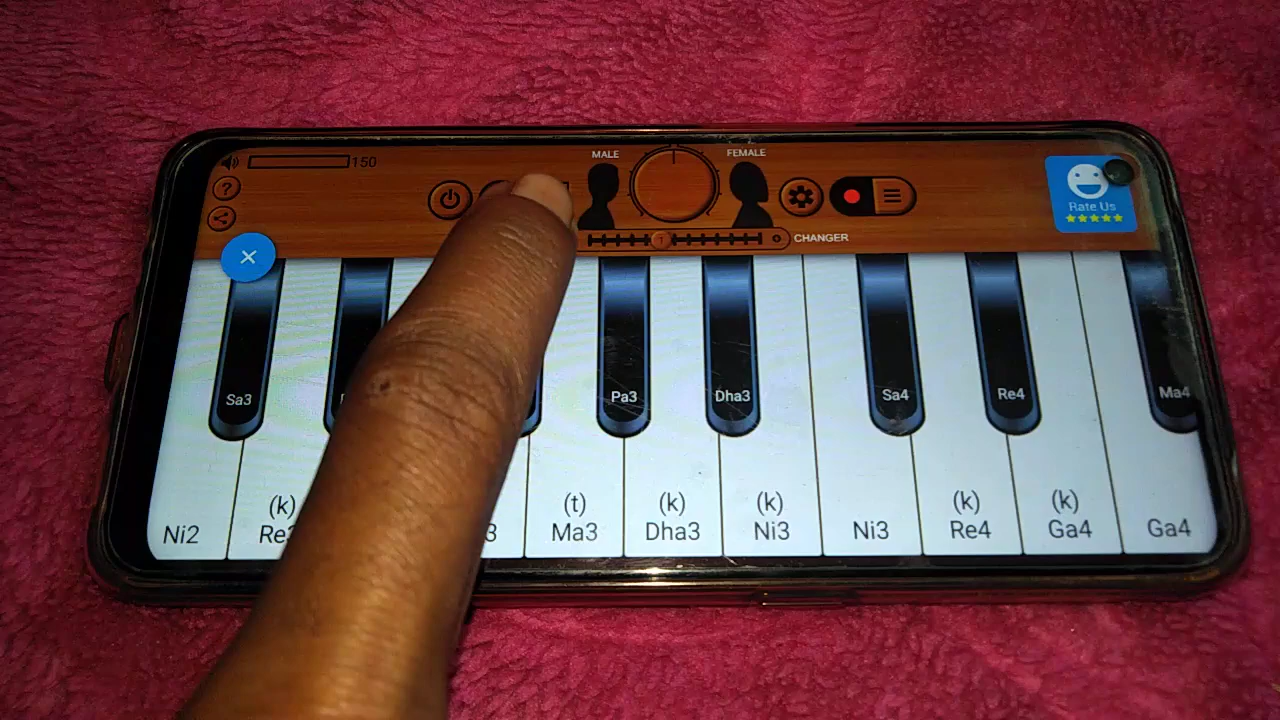 150
MALE
FEMALE
?
Rate Us
CHANGER
Sa3
Pa3
Dha3
Sa4
Re4
Ma4
(k)
(t)
(k)
(k)
(k)
(k)
Ni2
Ma3
Dha3
Ni3
Ni3
Re4
Ga4
Ga4